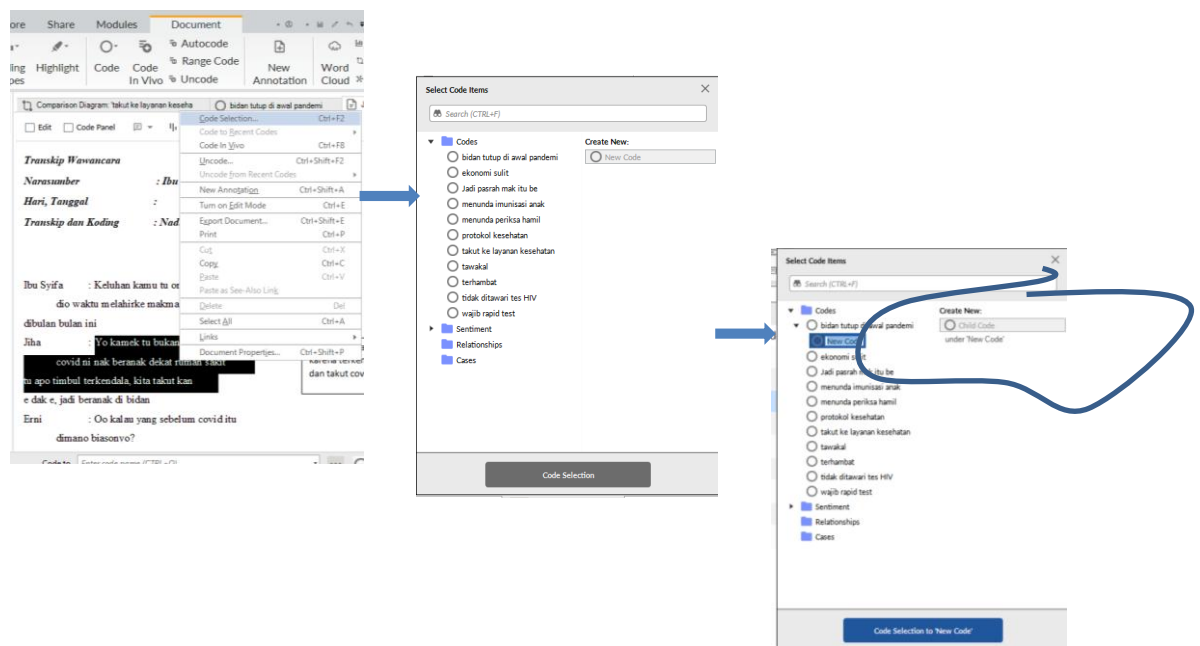 ore Share Modules Document
Highlight Code Code In Vivo
Autocode
Range Code
Uncode
New Annotation
Word Cloud
Comparison Diagram: 'takut ke layanan keseha
bidan tutup di awal pandemi
Edit Code Panel
Transkip Wawancara
Narasumber : Ibu
Hari, Tanggal :
Transkip dan Koding : Nad
Ibu Syifa : Keluhan kamu tu or
dio waktu melahirke makma
dibulan bulan ini
Jiha : Yo kamek tu bukan
covid ni nak beranak dekat rumah sakit
tu apo timbul terkendala, kita takut kan
e dak e, jadi beranak di bidan
Erni : Oo kalau yang sebelum covid itu
dimano biasonyo?
dan takut cov
Code Selection... Ctrl+F2
Code to Recent Codes
Code In Vivo Ctrl+F8
Uncode... Ctrl+Shift+F2
Uncode from Recent Codes
New Annotation Ctrl+Shift+A
Turn on Edit Mode Ctrl+E
Export Document... Ctrl+Shift+E
Print Ctrl+P
Cut Ctrl+X
Copy Ctrl+C
Paste Ctrl+V
Paste as See-Also Link
Delete Del
Select All Ctrl+A
Links
Document Properties... Ctrl+Shift+P
Select Code Items
Search (CTRL+F)
Codes
bidan tutup di awal pandemi
ekonomi sulit
Jadi pasrah mak itu be
menunda imunisasi anak
menunda periksa hamil
protokol kesehatan
takut ke layanan kesehatan
tawakal
terhambat
tidak ditawari tes HIV
wajib rapid test
Sentiment
Relationships
Cases
Create New:
New Code
Code Selection
Select Code Items
Search (CTRL+F)
Codes
bidan tutup di awal pandemi
New Code
ekonomi sulit
Jadi pasrah mak itu be
menunda imunisasi anak
menunda periksa hamil
protokol kesehatan
takut ke layanan kesehatan
tawakal
terhambat
tidak ditawari tes HIV
wajib rapid test
Sentiment
Relationships
Cases
Create New:
Child Code
under 'New Code'
Code Selection to 'New Code'